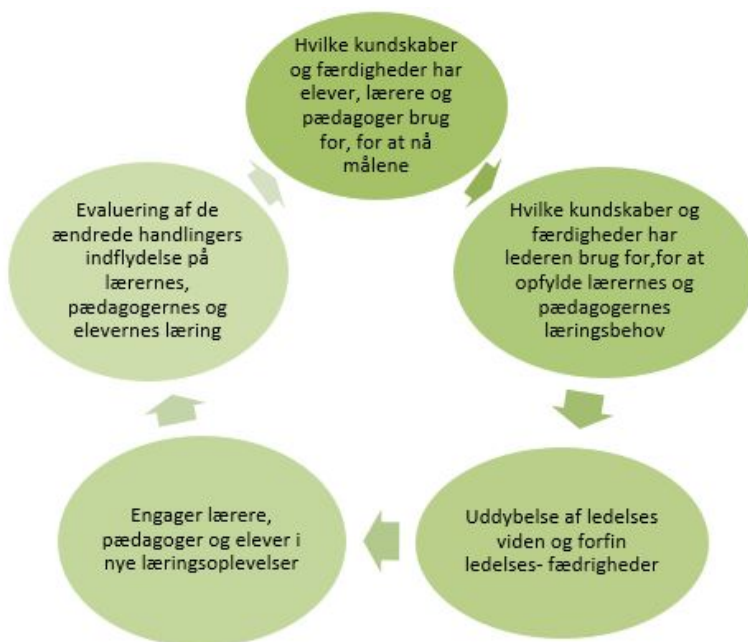 Hvilke kundskaber
og færdigheder har
elever, lærere og
pædagoger brug
for, for at nå
målene
Hvilke kundskaber og
færdigheder har
lederen brug for,for at
opfylde lærernes og
pædagogernes
læringsbehov
Uddybelse af ledelses
viden og forfin
ledelses- fædrigheder
Engager lærere,
pædagoger og elever i
nye læringsoplevelser
Evaluering af de
ændrede handlingers
indflydelse på
lærernes,
pædagogernes og
elevernes læring